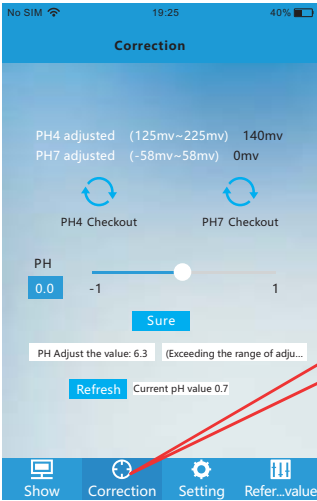 No SIM 19:25 40%
Correction
PH4 adjusted (125mv~225mv) 140mv
PH7 adjusted (-58mv~58mv) 0mv
PH4 Checkout PH7 Checkout
PH
0.0 -1 1
Sure
PH Adjust the value: 6.3 (Exceeding the range of adju...
Refresh Current pH value 0.7
Show Correction Setting Refer...value